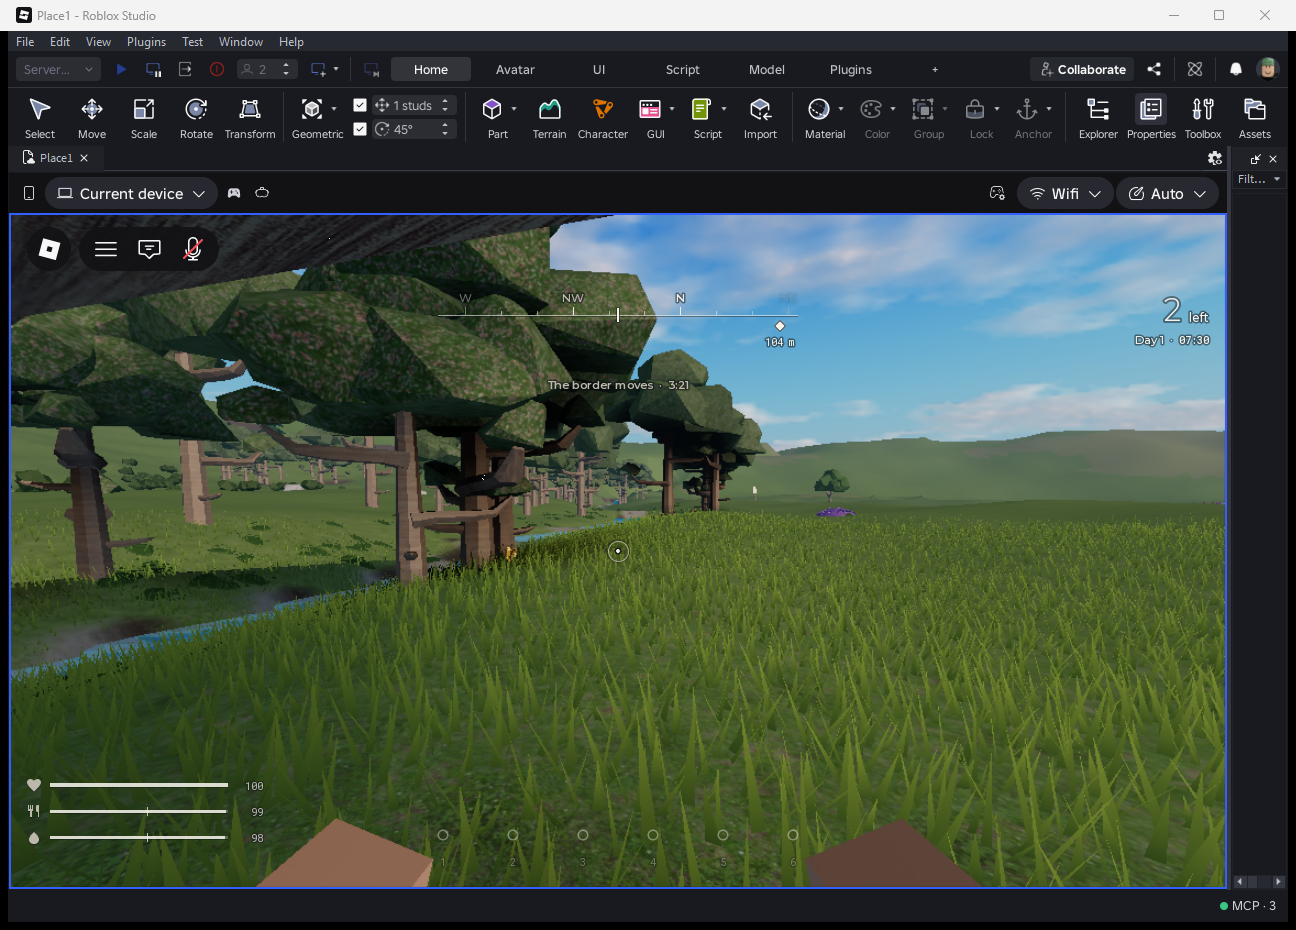 Place1 - Roblox Studio
File Edit View Plugins Test Window Help
Server... 2 Home Avatar UI Script Model Plugins + Collaborate
1 studs
45°
Select Move Scale Rotate Transform Geometric Part Terrain Character GUI Script Import Material Color Group Lock Anchor Explorer Properties Toolbox Assets
Place1
Filt...
Current device Wifi Auto
W NW N
2 left
104 m
Day 1 · 07:30
The border moves · 3:21
100
99
98
1 2 3 4 5 6
MCP · 3